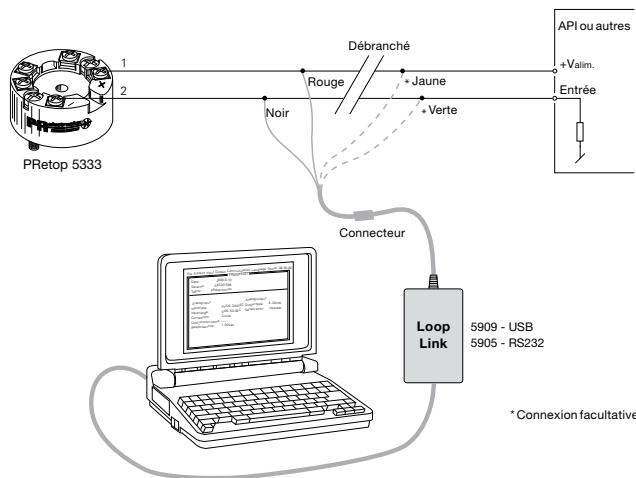 API ou autres
Débranché
1
+Valim.
Rouge
* Jaune
2
Entrée
Noir
* Verte
PRetop 5333
Connecteur
Loop
Link
5909 - USB
5905 - RS232
* Connexion facultative